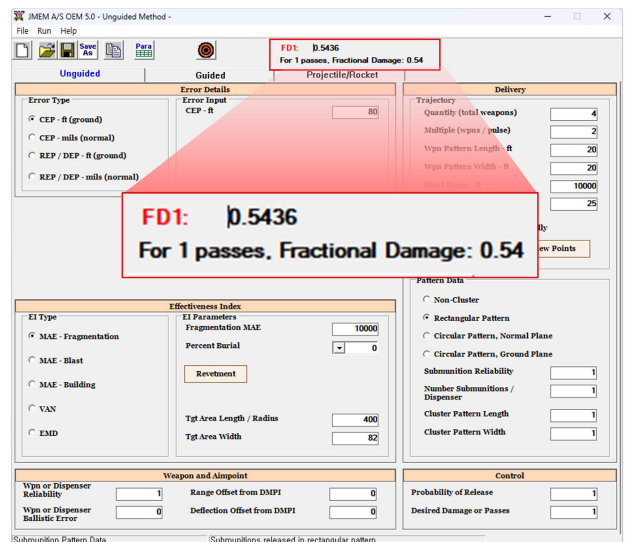 JMEM A/S OEM 5.0 - Unguided Method -
File Run Help
Save As
Para
FD1: 0.5436
For 1 passes, Fractional Damage: 0.54
Unguided Guided Projectile/Rocket
Error Details
Error Type
CEP - ft (ground)
CEP - mils (normal)
REP / DEP - ft (ground)
REP / DEP - mils (normal)
Error Input
CEP - ft 80
Delivery
Trajectory
Quantity (total weapons) 4
Multiple (wpns / pulse) 2
Wpn Pattern Length - ft 20
Wpn Pattern Width - ft 20
10000
25
lly
ew Points
FD1: 0.5436
For 1 passes, Fractional Damage: 0.54
Effectiveness Index
EI Type
MAE - Fragmentation
MAE - Blast
MAE - Building
VAN
EMD
EI Parameters
Fragmentation MAE 10000
Percent Burial 0
Revetment
Tgt Area Length / Radius 400
Tgt Area Width 82
Pattern Data
Non-Cluster
Rectangular Pattern
Circular Pattern, Normal Plane
Circular Pattern, Ground Plane
Submunition Reliability 1
Number Submunitions /
Dispenser 1
Cluster Pattern Length 1
Cluster Pattern Width 1
Weapon and Aimpoint
Wpn or Dispenser
Reliability 1
Wpn or Dispenser
Ballistic Error 0
Range Offset from DMPI 0
Deflection Offset from DMPI 0
Control
Probability of Release 1
Desired Damage or Passes 1
Submunition Pattern Data Submunitions released in rectangular pattern